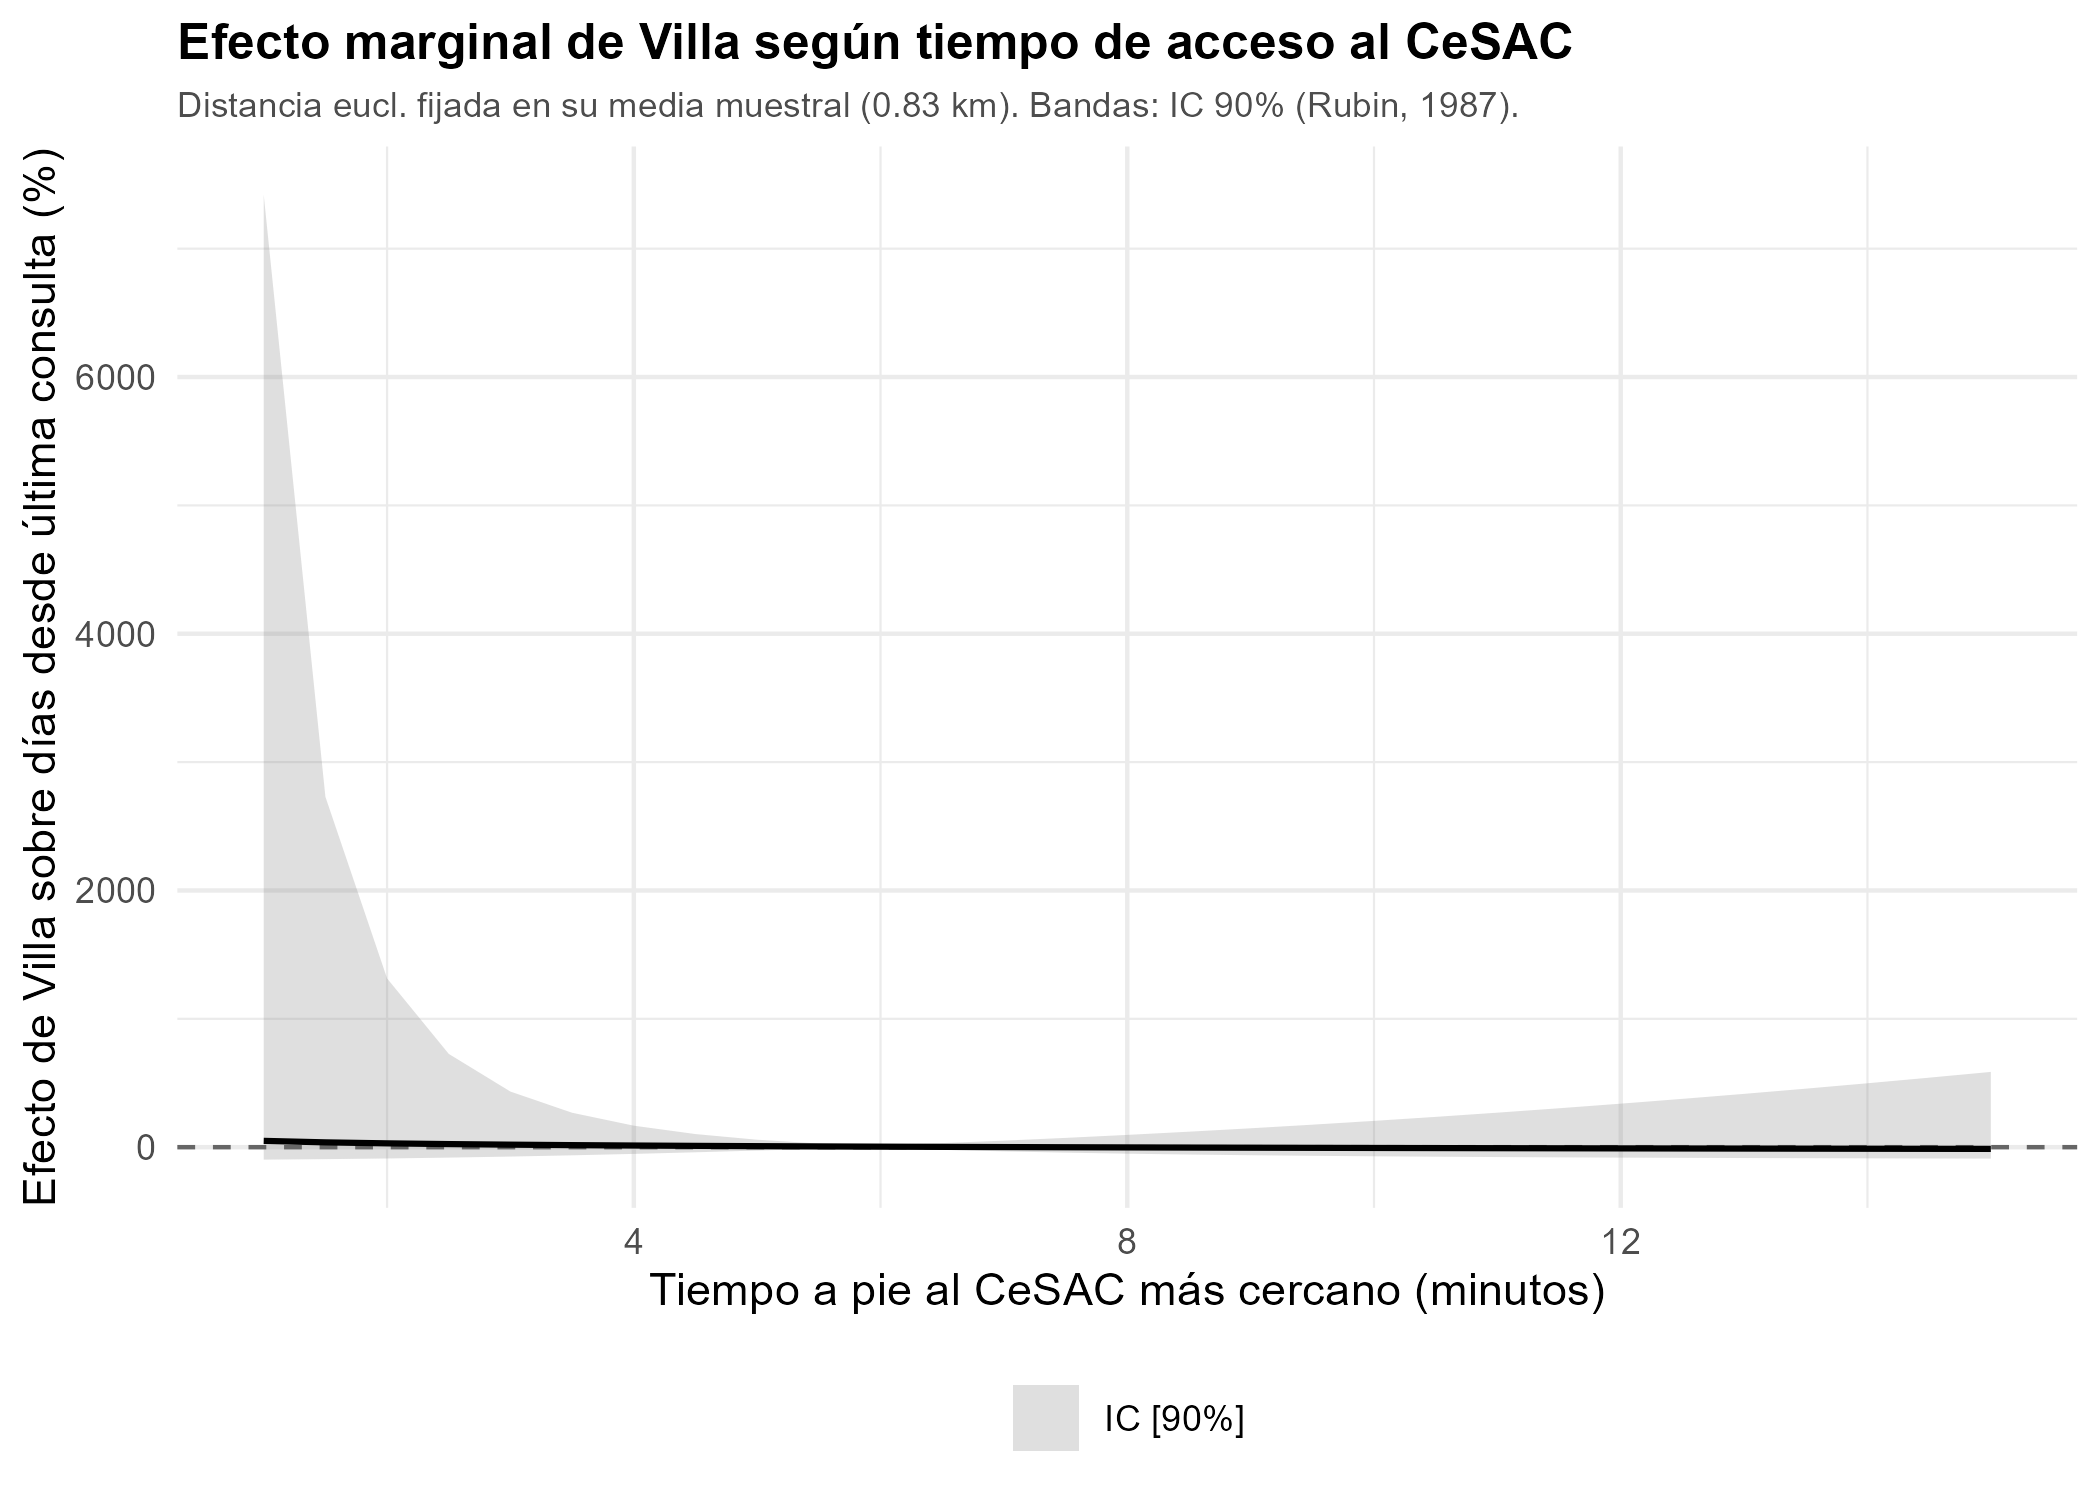 Efecto marginal de Villa según tiempo de acceso al CeSAC
Distancia eucl. fijada en su media muestral (0.83 km). Bandas: IC 90% (Rubin, 1987).
Efecto de Villa sobre días desde última consulta (%)
6000
4000
2000
0
4
8
12
Tiempo a pie al CeSAC más cercano (minutos)
IC [90%]